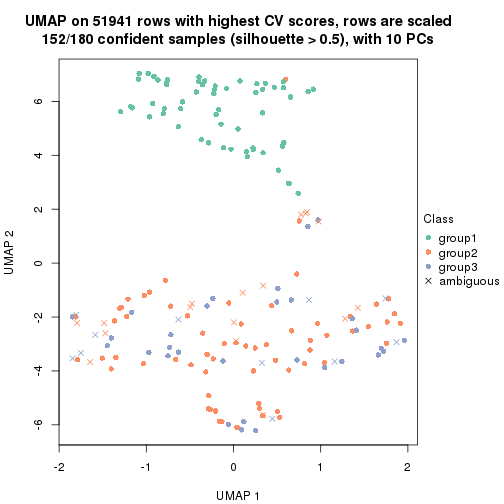 UMAP on 51941 rows with highest CV scores, rows are scaled
152/180 confident samples (silhouette > 0.5), with 10 PCs
6
4
2
0
-2
-4
-6
UMAP 2
-2
-1
0
1
2
UMAP 1
Class
group1
group2
group3
ambiguous